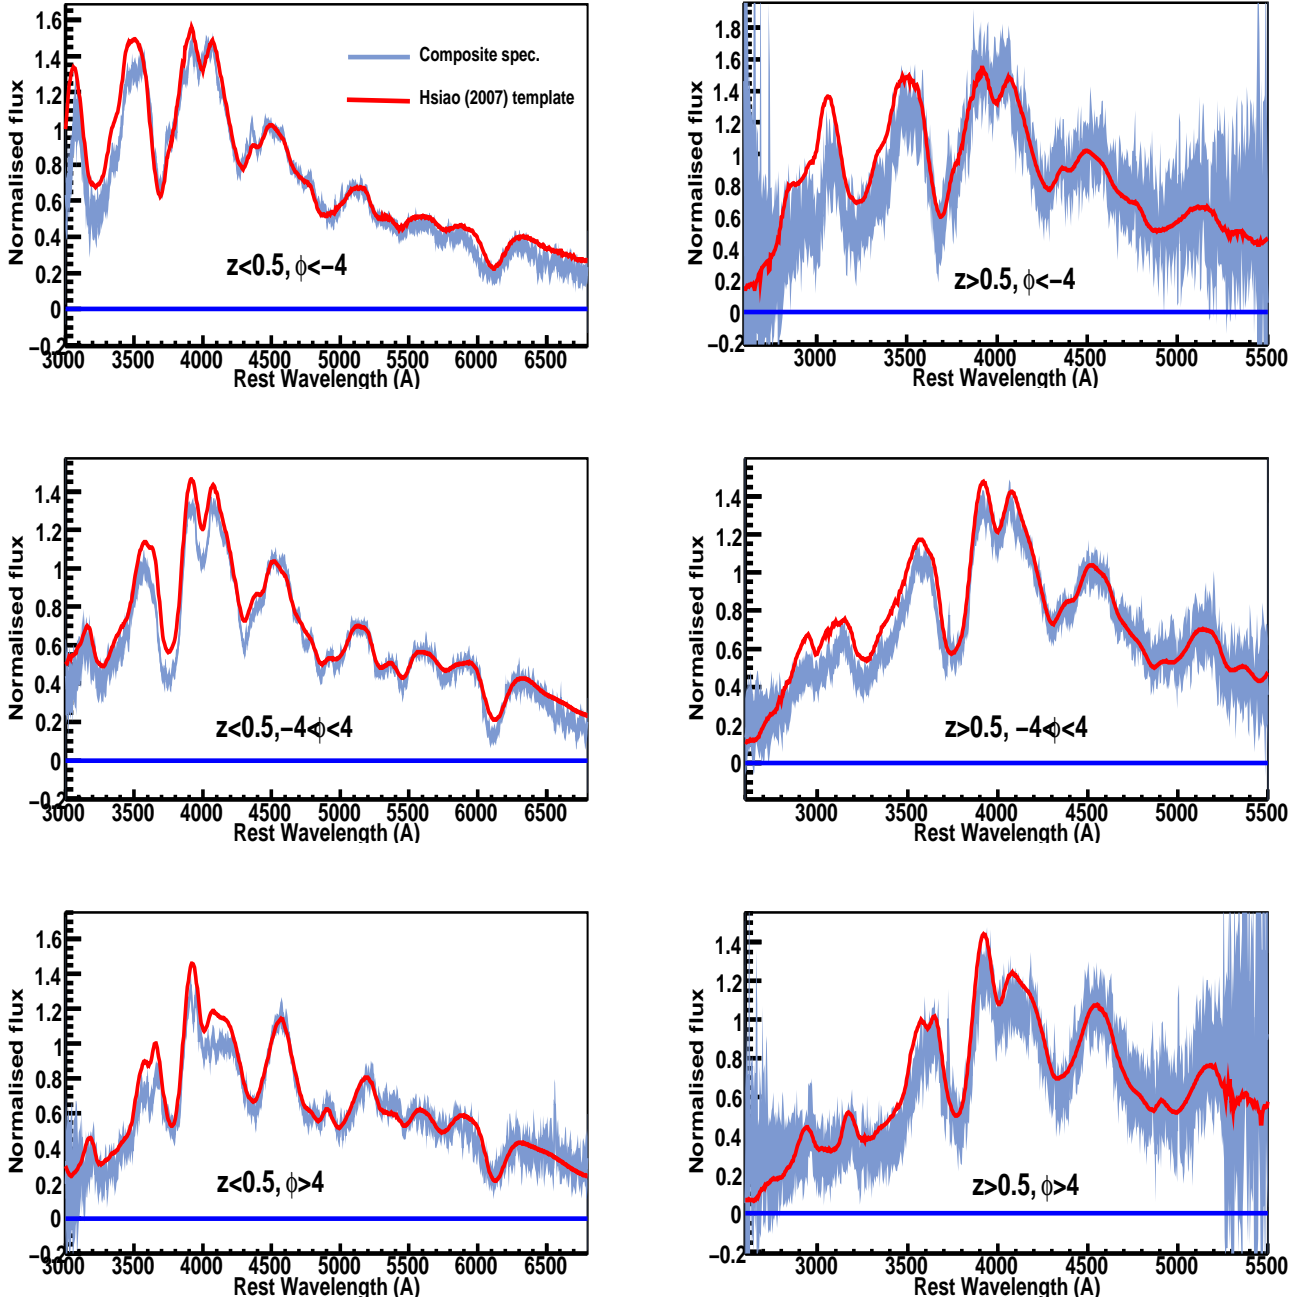 1.6
1.4
1.2
1
0.8
0.6
0.4
0.2
0
−0.2
Normalised flux
Composite spec.
Hsiao (2007) template
z<0.5, ϕ<−4
3000 3500 4000 4500 5000 5500 6000 6500
Rest Wavelength (A)
1.8
1.6
1.4
1.2
1
0.8
0.6
0.4
0.2
0
−0.2
Normalised flux
z>0.5, ϕ<−4
3000 3500 4000 4500 5000 5500
Rest Wavelength (A)
1.4
1.2
1
0.8
0.6
0.4
0.2
0
−0.2
Normalised flux
z<0.5,−4<ϕ<4
3000 3500 4000 4500 5000 5500 6000 6500
Rest Wavelength (A)
1.4
1.2
1
0.8
0.6
0.4
0.2
0
Normalised flux
z>0.5, −4<ϕ<4
3000 3500 4000 4500 5000 5500
Rest Wavelength (A)
1.6
1.4
1.2
1
0.8
0.6
0.4
0.2
0
−0.2
Normalised flux
z<0.5, ϕ>4
3000 3500 4000 4500 5000 5500 6000 6500
Rest Wavelength (A)
1.4
1.2
1
0.8
0.6
0.4
0.2
0
−0.2
Normalised flux
z>0.5, ϕ>4
3000 3500 4000 4500 5000 5500
Rest Wavelength (A)